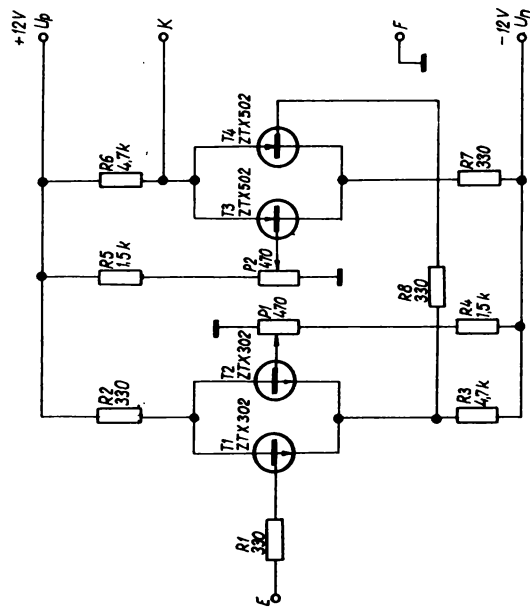 +12V
Up
K
F
-12V
Un
R6
4,7k
R5
1,5k
R2
330
T4
ZTX502
T3
ZTX502
P2
470
P1
470
T2
ZTX302
T1
ZTX302
R7
330
R8
330
R4
1,5k
R3
4,7k
R1
330
E